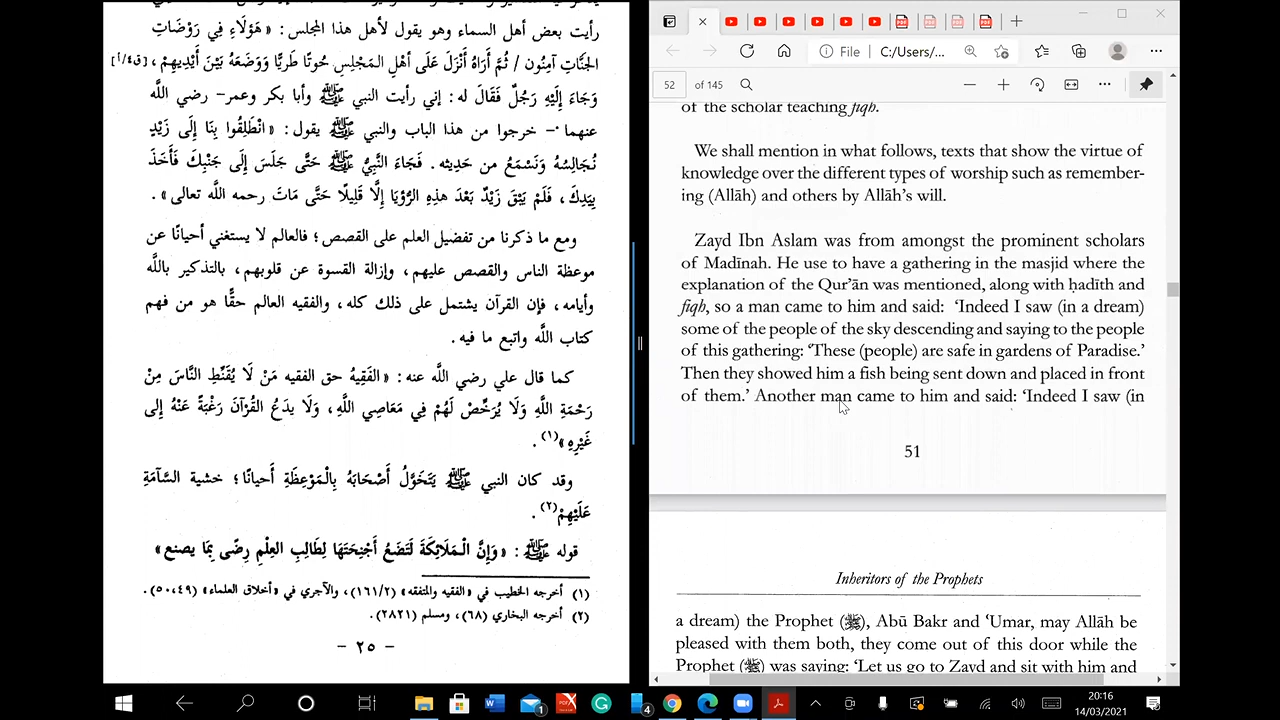 رأيت بعض أهل السماء وهو يقول لأهل هذا المجلس: «هَؤُلَاءِ فِي رَوْضَاتِ
الجَنَّاتِ آمِنُون / ثُمَّ أَرَاهُ أَنْزَلَ عَلَى أَهْلِ المَجْلِسِ حُوتًا طَرِيًّا وَوَضَعَهُ بَيْنَ أَيْدِيهِمْ، [ق٤/أ]
وَجَاءَ إِلَيْهِ رَجُلٌ فَقَالَ له: إني رأيت النبي ﷺ وأبا بكر وعمر– رضي اللَّه
عنهما– خرجوا من هذا الباب والنبي ﷺ يقول: «انْطَلِقُوا بِنَا إِلَى زَيْدٍ
نُجَالِسُهُ وَنَسْمَعُ من حَدِيثِه. فَجَاءَ النَّبِيُّ ﷺ حَتَّى جَلَسَ إِلَى جَنْبِكَ فَأَخَذَ
بِيَدِكَ، فَلَمْ يَبْقَ زَيْدٌ بَعْدَ هذِهِ الرُّؤْيَا إِلَّا قَلِيلًا حَتَّى مَاتَ رحمه اللَّه تعالى».
ومع ما ذكرنا من تفضيل العلم على القصص؛ فالعالم لا يستغني أحيانًا عن
موعظة الناس والقصص عليهم، وإزالة القسوة عن قلوبهم، بالتذكير باللَّه
وأيامه، فإن القرآن يشتمل على ذلك كله، والفقيه العالم حقًّا هو من فهم
كتاب اللَّه واتبع ما فيه.
كما قال علي رضي اللَّه عنه: «الفَقِيهُ حق الفقيه مَنْ لَا يُقَنِّطِ النَّاسَ مِنْ
رَحْمَةِ اللَّهِ وَلَا يُرَخِّصْ لَهُمْ فِي مَعَاصِي اللَّهِ، وَلَا يدَعُ القُرْآنَ رَغْبَةً عَنْهُ إِلى
غَيْرِهِ»(١).
وقد كان النبي ﷺ يَتَخَوَّلُ أَصْحَابَهُ بِالْمَوْعِظَةِ أَحيانًا؛ خشية السَّآمَةِ
عَلَيْهِمْ(٢).
قوله ﷺ: «وَإِنَّ الْمَلَائِكَةَ لَتَضَعُ أَجْنِحَتَهَا لِطَالِبِ العِلْمِ رِضًى بِمَا يصنع»
(١) أخرجه الخطيب في «الفقيه والمتفقه» (١٦١/٢)، والآجري في «أخلاق العلماء» (٥٠،٤٩).
(٢) أخرجه البخاري (٦٨)، ومسلم (٢٨٢١).
– ٢٥ –
File C:/Users/...
52 of 145
of the scholar teaching fiqh.
We shall mention in what follows, texts that show the virtue of
knowledge over the different types of worship such as remember-
ing (Allāh) and others by Allāh's will.
Zayd Ibn Aslam was from amongst the prominent scholars
of Madīnah. He use to have a gathering in the masjid where the
explanation of the Qur'ān was mentioned, along with ḥadīth and
fiqh, so a man came to him and said: 'Indeed I saw (in a dream)
some of the people of the sky descending and saying to the people
of this gathering: 'These (people) are safe in gardens of Paradise.'
Then they showed him a fish being sent down and placed in front
of them.' Another man came to him and said: 'Indeed I saw (in
51
Inheritors of the Prophets
a dream) the Prophet (ﷺ), Abū Bakr and 'Umar, may Allāh be
pleased with them both, they come out of this door while the
Prophet (ﷺ) was saying: 'Let us go to Zayd and sit with him and
20:16
14/03/2021